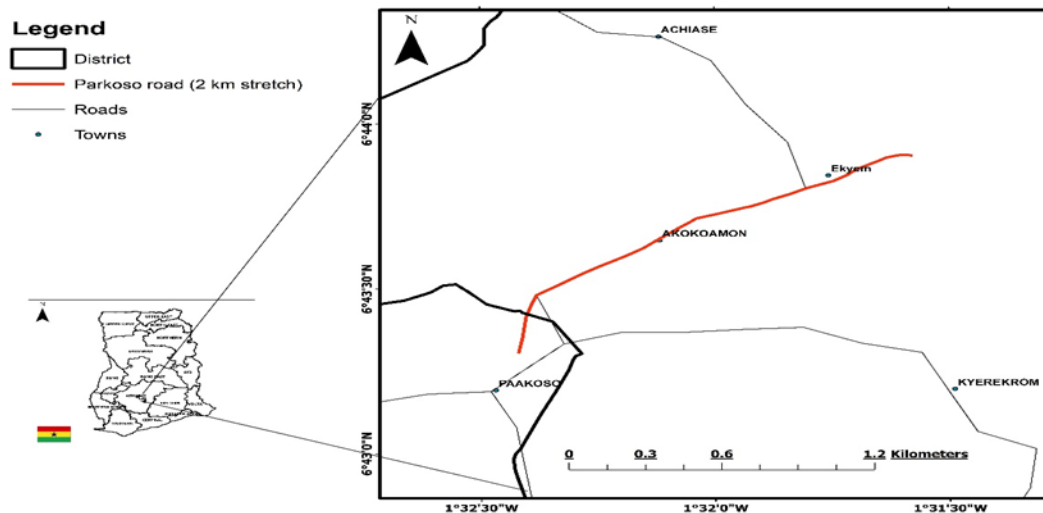 Legend
District
Parkoso road (2 km stretch)
Roads
Towns
N
ACHIASE
Ekyem
AKOKOAMON
PAAKOSO
KYEREKROM
6°44'0"N
6°43'30"N
6°43'0"N
0 0.3 0.6 1.2 Kilometers
1°32'30"W 1°32'0"W 1°31'30"W